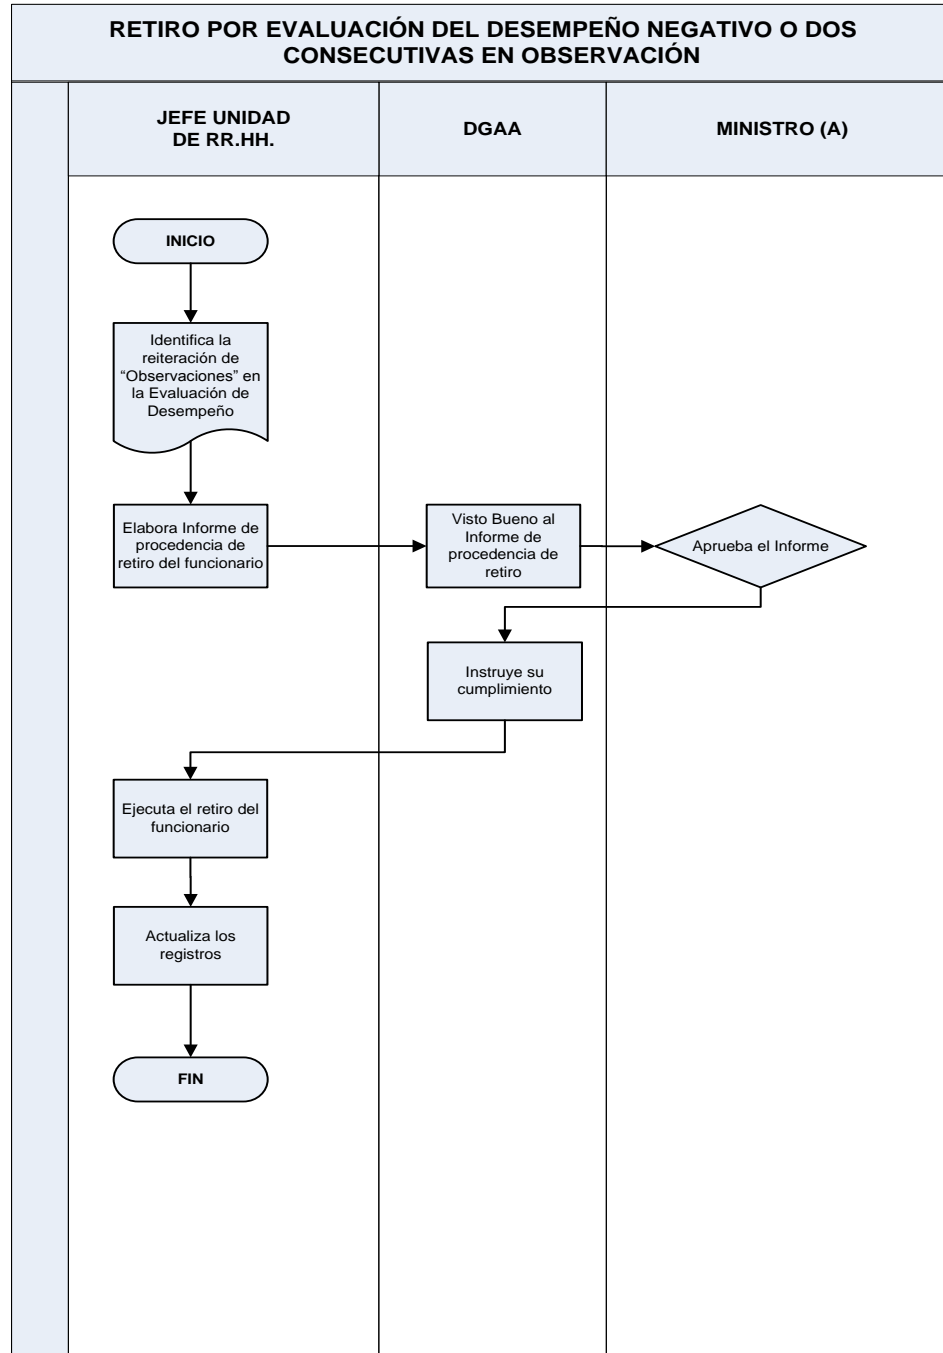 RETIRO POR EVALUACIÓN DEL DESEMPEÑO NEGATIVO O DOS
CONSECUTIVAS EN OBSERVACIÓN
JEFE UNIDAD
DE RR.HH.
DGAA
MINISTRO (A)
INICIO
Identifica la
reiteración de
“Observaciones” en
la Evaluación de
Desempeño
Elabora Informe de
procedencia de
retiro del funcionario
Visto Bueno al
Informe de
procedencia de
retiro
Aprueba el Informe
Instruye su
cumplimiento
Ejecuta el retiro del
funcionario
Actualiza los
registros
FIN